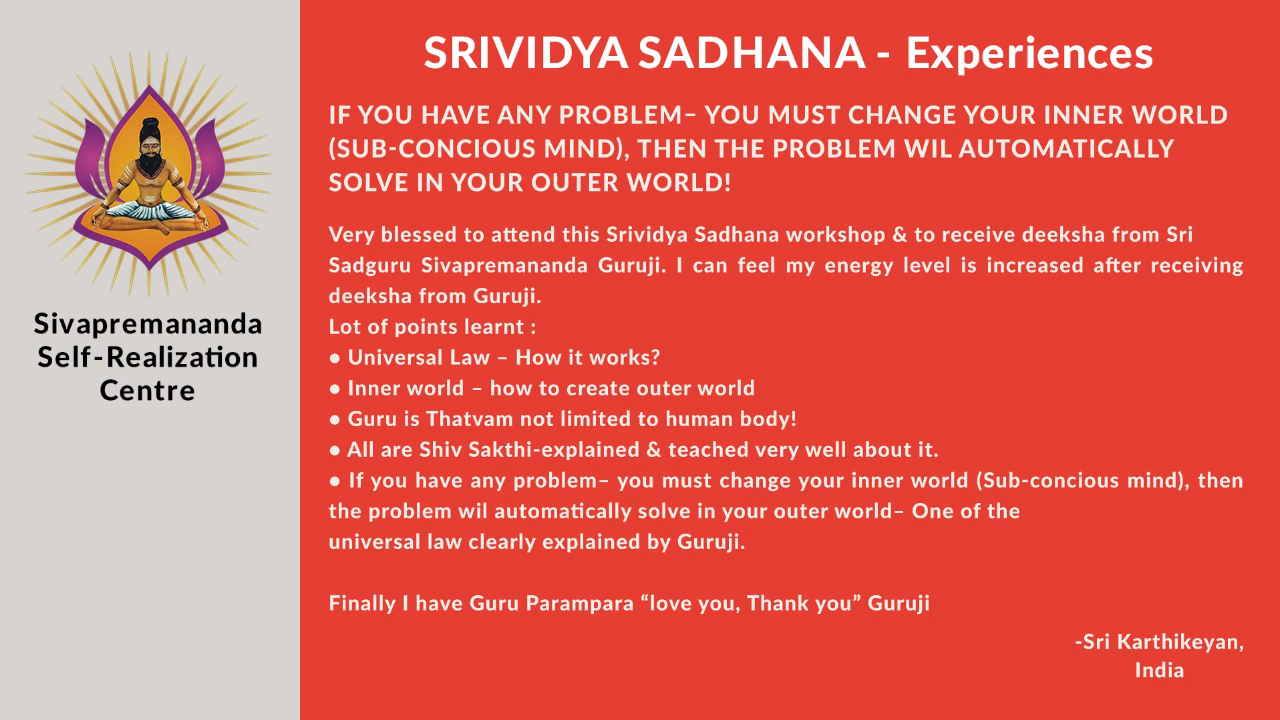 Sivapremananda
Self-Realization
Centre
SRIVIDYA SADHANA - Experiences
IF YOU HAVE ANY PROBLEM– YOU MUST CHANGE YOUR INNER WORLD
(SUB-CONCIOUS MIND), THEN THE PROBLEM WIL AUTOMATICALLY
SOLVE IN YOUR OUTER WORLD!
Very blessed to attend this Srividya Sadhana workshop & to receive deeksha from Sri
Sadguru Sivapremananda Guruji. I can feel my energy level is increased after receiving
deeksha from Guruji.
Lot of points learnt :
● Universal Law – How it works?
● Inner world – how to create outer world
● Guru is Thatvam not limited to human body!
● All are Shiv Sakthi-explained & teached very well about it.
● If you have any problem– you must change your inner world (Sub-concious mind), then
the problem wil automatically solve in your outer world– One of the
universal law clearly explained by Guruji.
Finally I have Guru Parampara “love you, Thank you” Guruji
-Sri Karthikeyan,
India